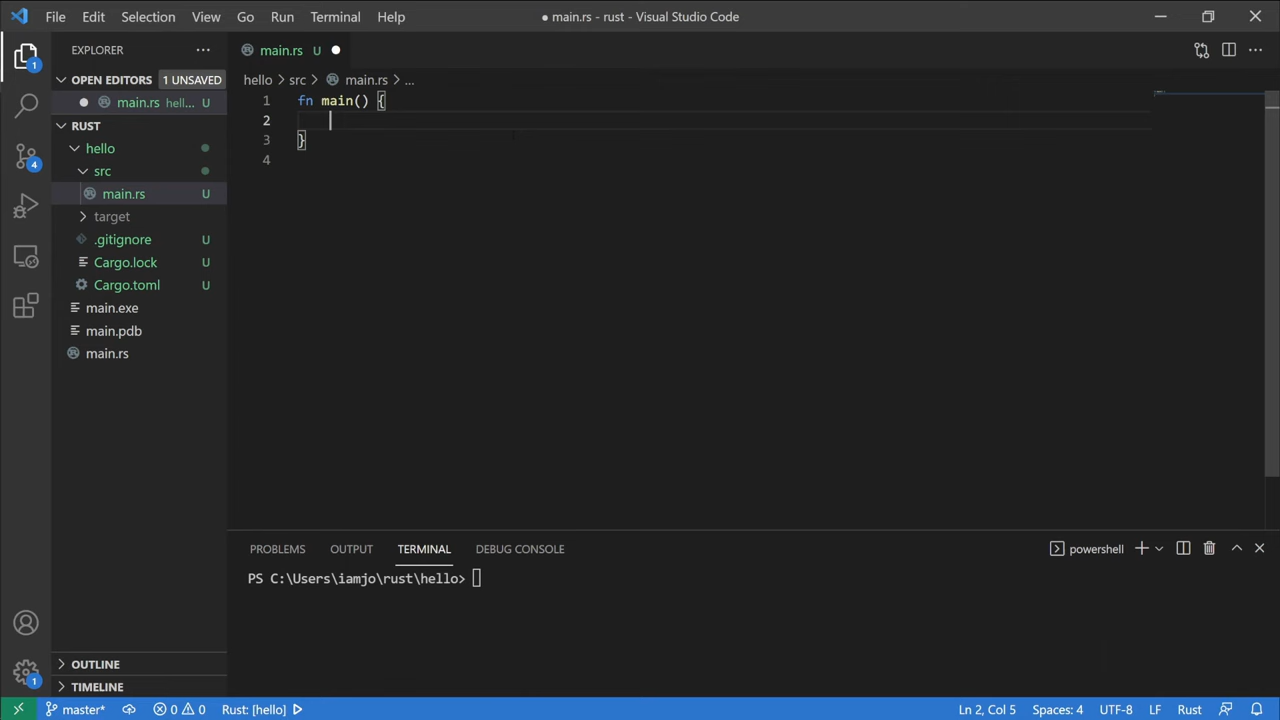 File Edit Selection View Go Run Terminal Help
● main.rs - rust - Visual Studio Code
EXPLORER
OPEN EDITORS 1 UNSAVED
main.rs hell... U
RUST
hello
src
main.rs U
target
.gitignore U
Cargo.lock U
Cargo.toml U
main.exe
main.pdb
main.rs
OUTLINE
TIMELINE
1
4
1
main.rs U
hello > src > main.rs > ...
1 fn main() {
2
3 }
4
PROBLEMS OUTPUT TERMINAL DEBUG CONSOLE
powershell
PS C:\Users\iamjo\rust\hello>
master* 0 0 Rust: [hello] Ln 2, Col 5 Spaces: 4 UTF-8 LF Rust